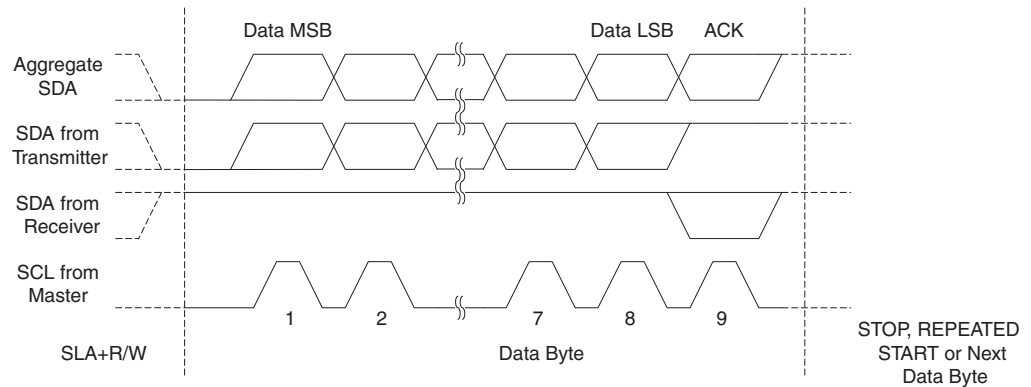 Data MSB
Data LSB
ACK
Aggregate
SDA
SDA from
Transmitter
SDA from
Receiver
SCL from
Master
1
2
7
8
9
SLA+R/W
Data Byte
STOP, REPEATED
START or Next
Data Byte